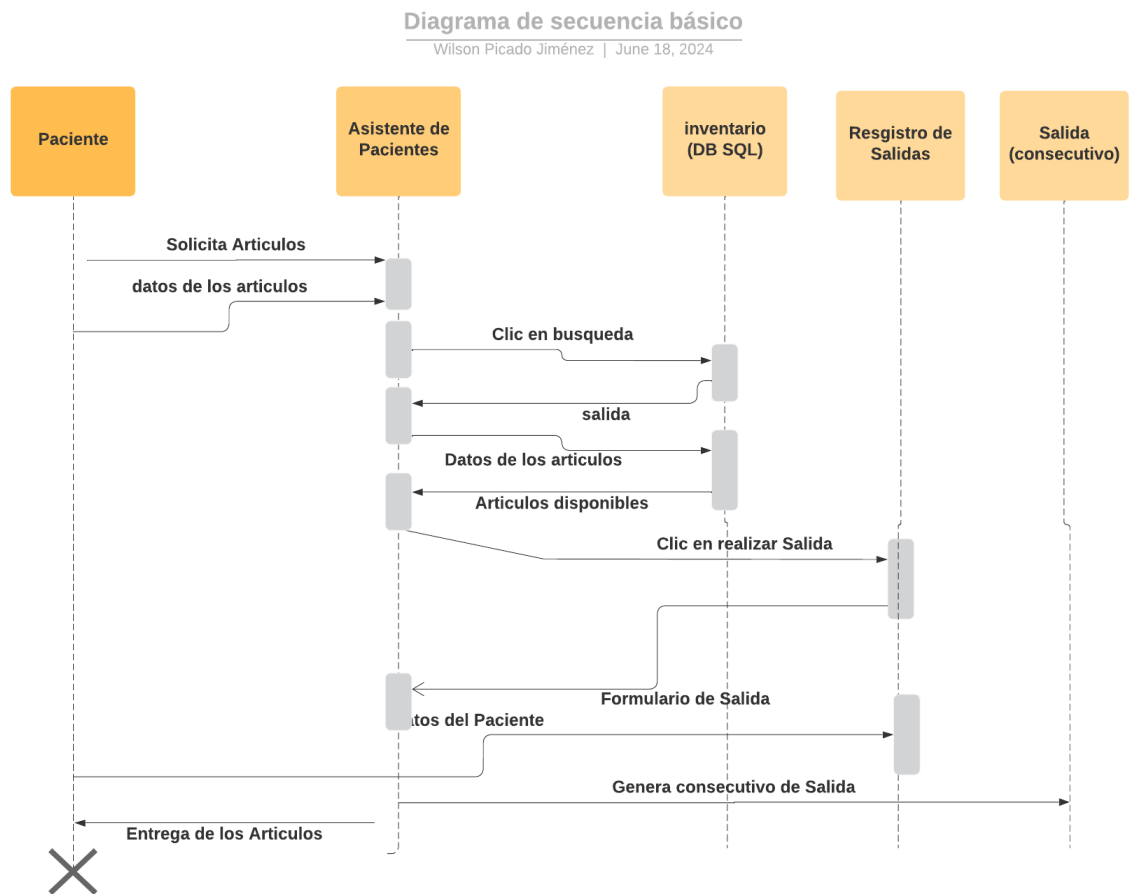 Diagrama de secuencia básico
Wilson Picado Jiménez | June 18, 2024
Paciente
Asistente de
Pacientes
inventario
(DB SQL)
Resgistro de
Salidas
Salida
(consecutivo)
Solicita Articulos
datos de los articulos
Clic en busqueda
salida
Datos de los articulos
Articulos disponibles
Clic en realizar Salida
Formulario de Salida
atos del Paciente
Genera consecutivo de Salida
Entrega de los Articulos